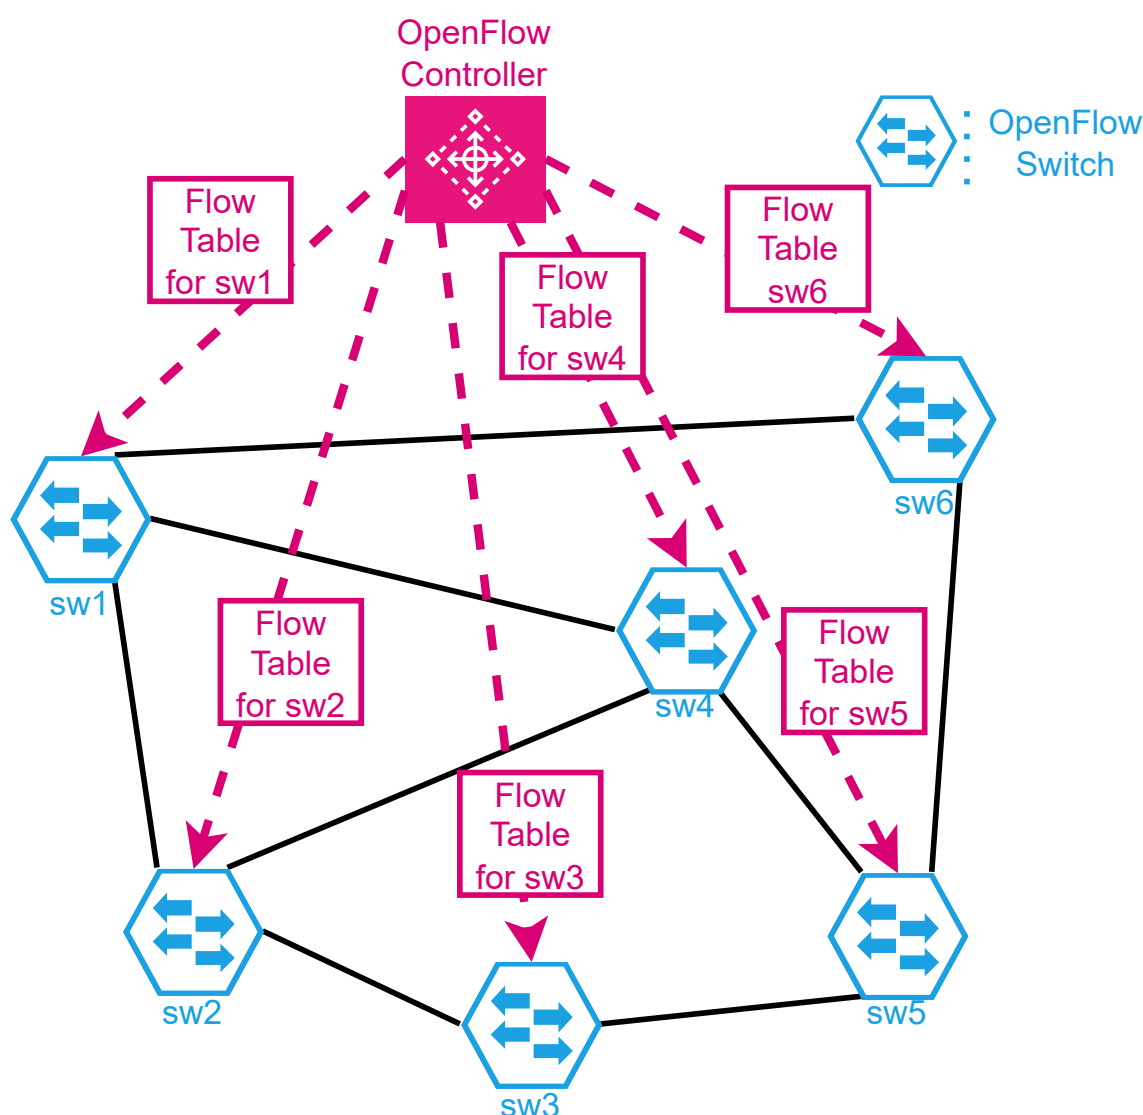 OpenFlow
Controller
OpenFlow
Switch
Flow
Table
for sw1
Flow
Table
sw6
Flow
Table
for sw4
sw6
sw1
Flow
Table
for sw2
Flow
Table
for sw5
sw4
Flow
Table
for sw3
sw2
sw5
sw3